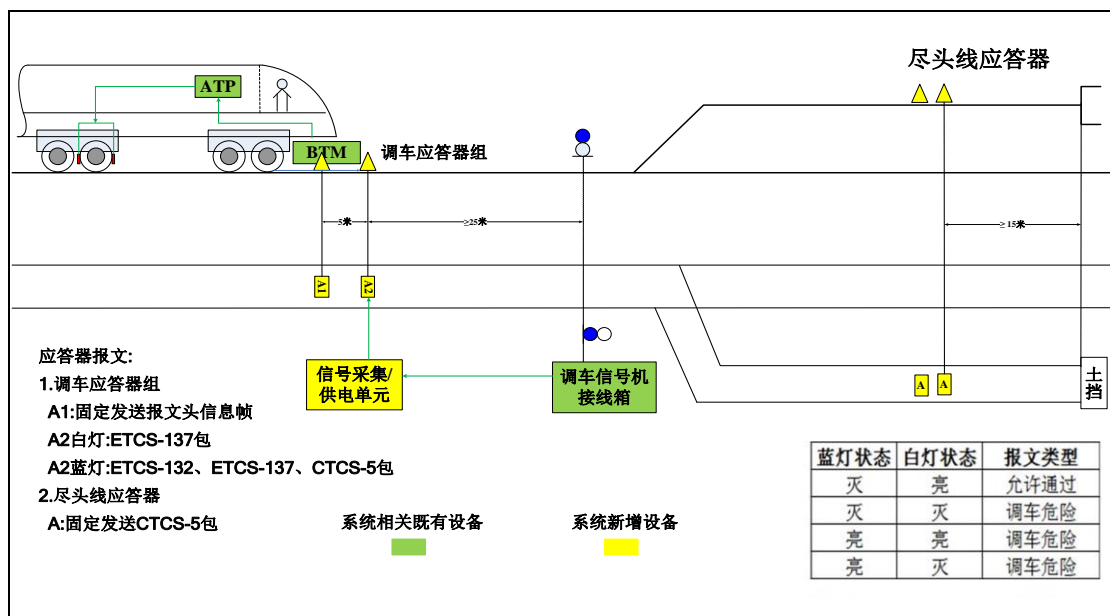 尽头线应答器
ATP
BTM
调车应答器组
5米
≥25米
≥15米
A1
A2
A
A
应答器报文:
1.调车应答器组
A1:固定发送报文头信息帧
A2白灯:ETCS-137包
A2蓝灯:ETCS-132、ETCS-137、CTCS-5包
2.尽头线应答器
A:固定发送CTCS-5包
信号采集/
供电单元
调车信号机
接线箱
土
挡
系统相关既有设备
系统新增设备
蓝灯状态 白灯状态 报文类型
灭 亮 允许通过
灭 灭 调车危险
亮 亮 调车危险
亮 灭 调车危险